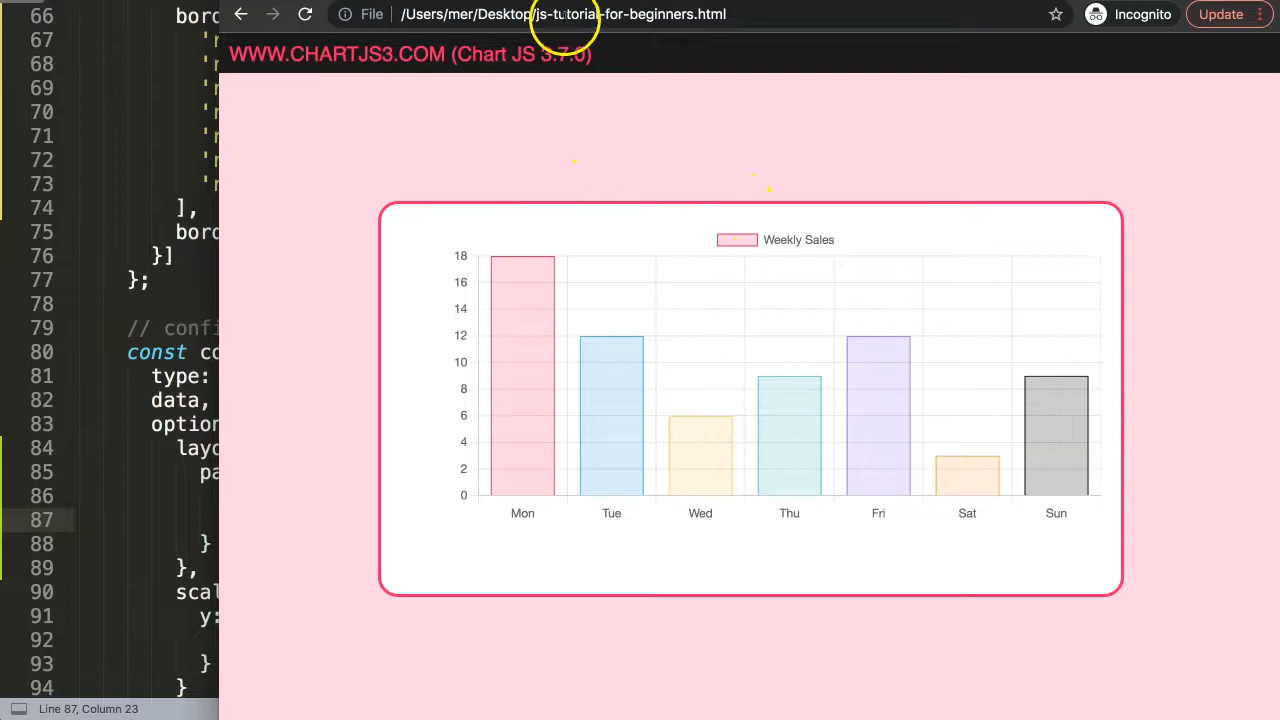 File /Users/mer/Desktop/js-tutorial-for-beginners.html
Incognito
Update
WWW.CHARTJS3.COM (Chart JS 3.7.0)
66 bord
67 'r
68 'r
69 'r
70 'r
71 'r
72 'r
73 'r
74 ],
75 bord
76 }]
77 };
78
79 // confi
80 const co
81 type:
82 data,
83 option
84 layo
85 pa
86
87
88 }
89 },
90 scal
91 y:
92
93 }
94 }
Line 87, Column 23
Weekly Sales
18
16
14
12
10
8
6
4
2
0
Mon Tue Wed Thu Fri Sat Sun